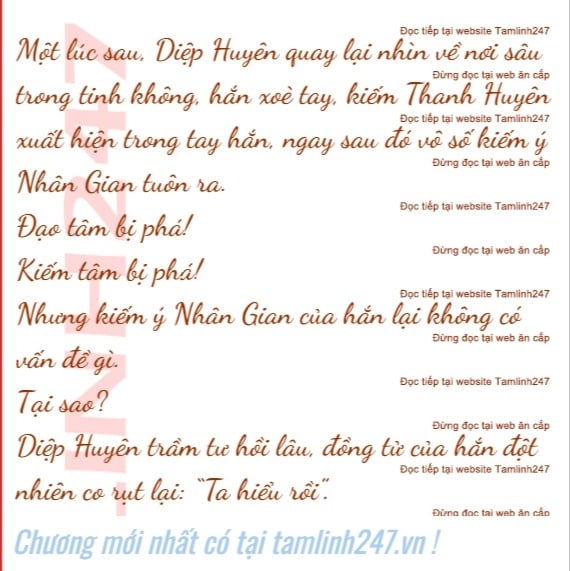 Đọc tiếp tại website Tamlinh247
Một lúc sau, Diệp Huyên quay lại nhìn về nơi sâu
Đừng đọc tại web ăn cắp
trong tinh không, hắn xoè tay, kiếm Thanh Huyên
Đọc tiếp tại website Tamlinh247
xuất hiện trong tay hắn, ngay sau đó vô số kiếm ý
Đừng đọc tại web ăn cắp
Nhân Gian tuôn ra.
Đọc tiếp tại website Tamlinh247
Đạo tâm bị phá!
Đừng đọc tại web ăn cắp
Kiếm tâm bị phá!
Đọc tiếp tại website Tamlinh247
Nhưng kiếm ý Nhân Gian của hắn lại không có
Đừng đọc tại web ăn cắp
vấn đề gì.
Đọc tiếp tại website Tamlinh247
Tại sao?
Đừng đọc tại web ăn cắp
Diệp Huyên trầm tư hồi lâu, đồng tử của hắn đột
Đọc tiếp tại website Tamlinh247
nhiên co rụt lại: “Ta hiểu rồi”.
Đừng đọc tại web ăn cắp
Chương mới nhất có tại tamlinh247.vn !
INH247